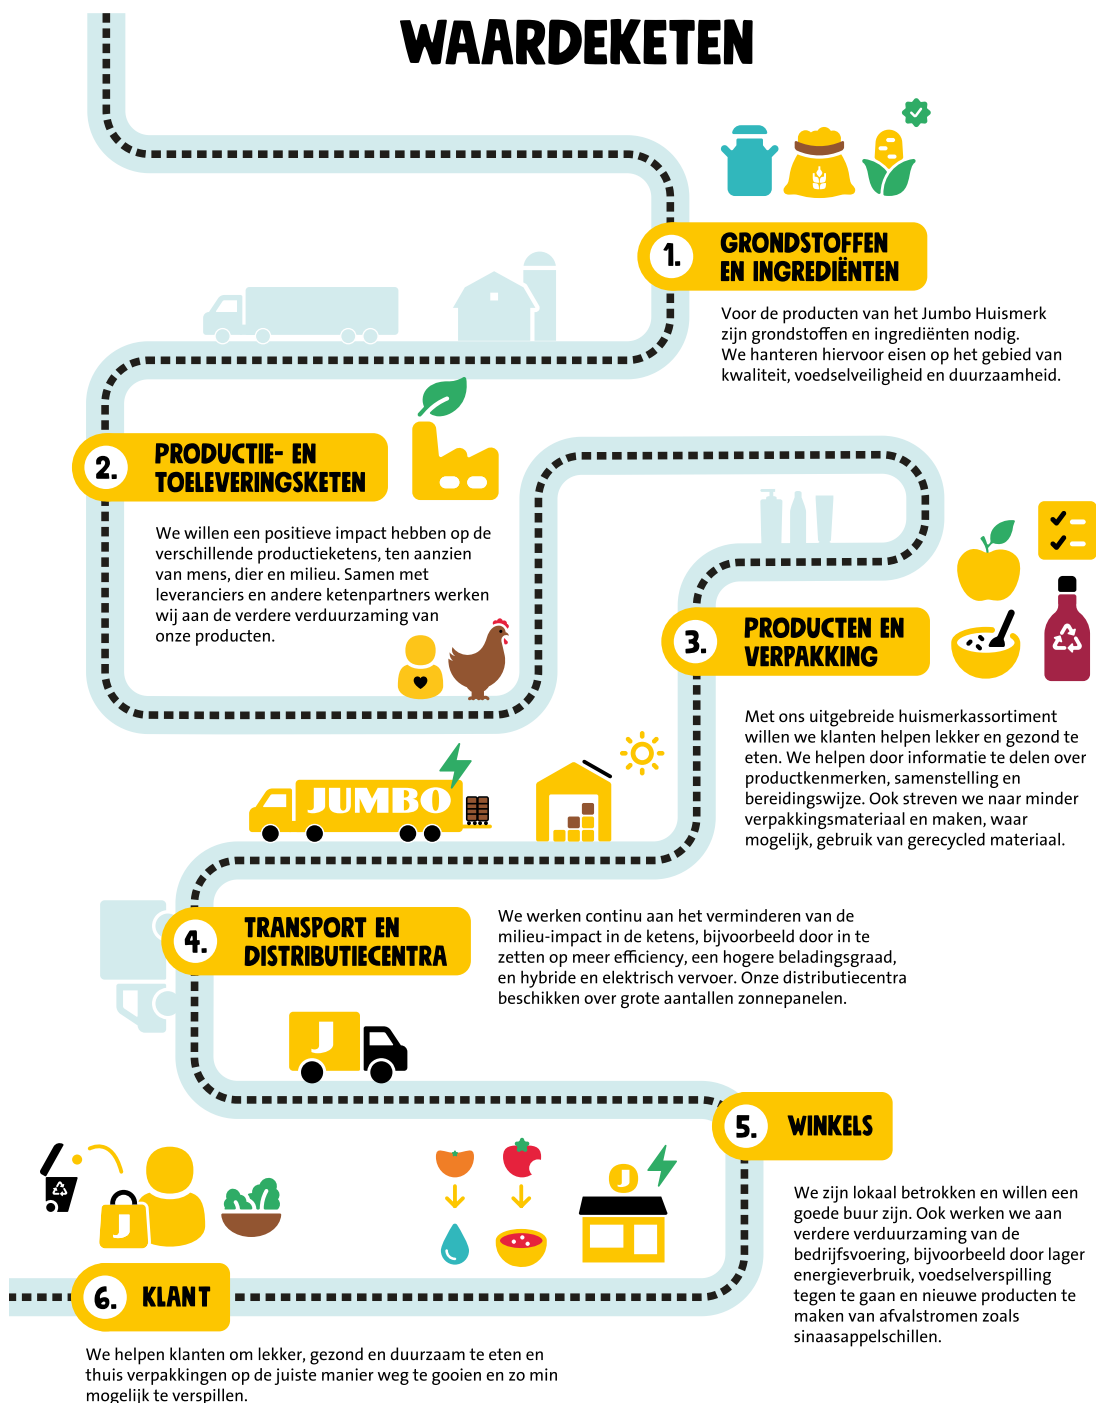 WAARDEKETEN
1.
GRONDSTOFFEN
EN INGREDIËNTEN
Voor de producten van het Jumbo Huismerk
zijn grondstoffen en ingrediënten nodig.
We hanteren hiervoor eisen op het gebied van
kwaliteit, voedselveiligheid en duurzaamheid.
2.
PRODUCTIE- EN
TOELEVERINGSKETEN
We willen een positieve impact hebben op de
verschillende productieketens, ten aanzien
van mens, dier en milieu. Samen met
leveranciers en andere ketenpartners werken
wij aan de verdere verduurzaming van
onze producten.
3.
PRODUCTEN EN
VERPAKKING
Met ons uitgebreide huismerkassortiment
willen we klanten helpen lekker en gezond te
eten. We helpen door informatie te delen over
productkenmerken, samenstelling en
bereidingswijze. Ook streven we naar minder
verpakkingsmateriaal en maken, waar
mogelijk, gebruik van gerecycled materiaal.
JUMBO
4.
TRANSPORT EN
DISTRIBUTIECENTRA
We werken continu aan het verminderen van de
milieu-impact in de ketens, bijvoorbeeld door in te
zetten op meer efficiency, een hogere beladingsgraad,
en hybride en elektrisch vervoer. Onze distributiecentra
beschikken over grote aantallen zonnepanelen.
J
5.
WINKELS
We zijn lokaal betrokken en willen een
goede buur zijn. Ook werken we aan
verdere verduurzaming van de
bedrijfsvoering, bijvoorbeeld door lager
energieverbruik, voedselverspilling
tegen te gaan en nieuwe producten te
maken van afvalstromen zoals
sinaasappelschillen.
J
J
6.
KLANT
We helpen klanten om lekker, gezond en duurzaam te eten en
thuis verpakkingen op de juiste manier weg te gooien en zo min
mogelijk te verspillen.